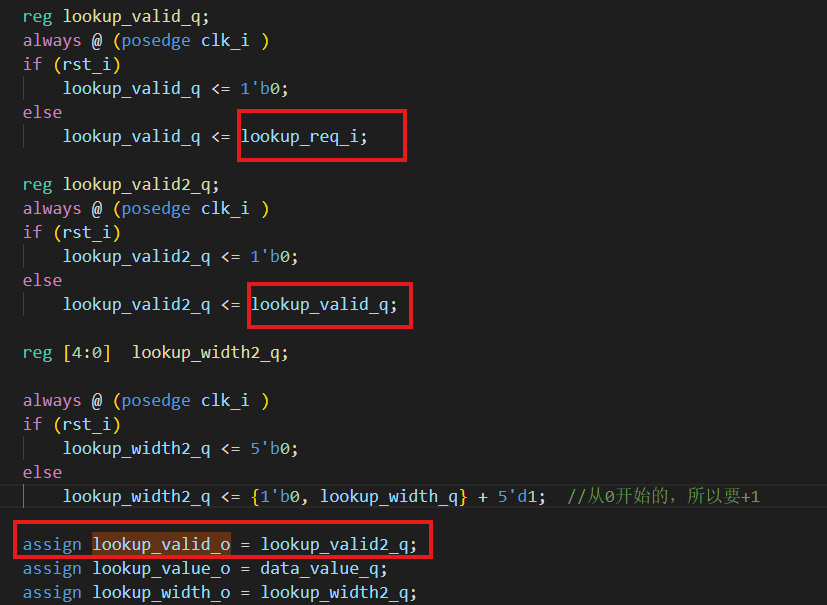 reg lookup_valid_q;
always @ (posedge clk_i )
if (rst_i)
    lookup_valid_q <= 1'b0;
else
    lookup_valid_q <= lookup_req_i;

reg lookup_valid2_q;
always @ (posedge clk_i )
if (rst_i)
    lookup_valid2_q <= 1'b0;
else
    lookup_valid2_q <= lookup_valid_q;

reg [4:0]  lookup_width2_q;

always @ (posedge clk_i )
if (rst_i)
    lookup_width2_q <= 5'b0;
else
    lookup_width2_q <= {1'b0, lookup_width_q} + 5'd1;  //从0开始的，所以要+1

assign lookup_valid_o = lookup_valid2_q;
assign lookup_value_o = data_value_q;
assign lookup_width_o = lookup_width2_q;